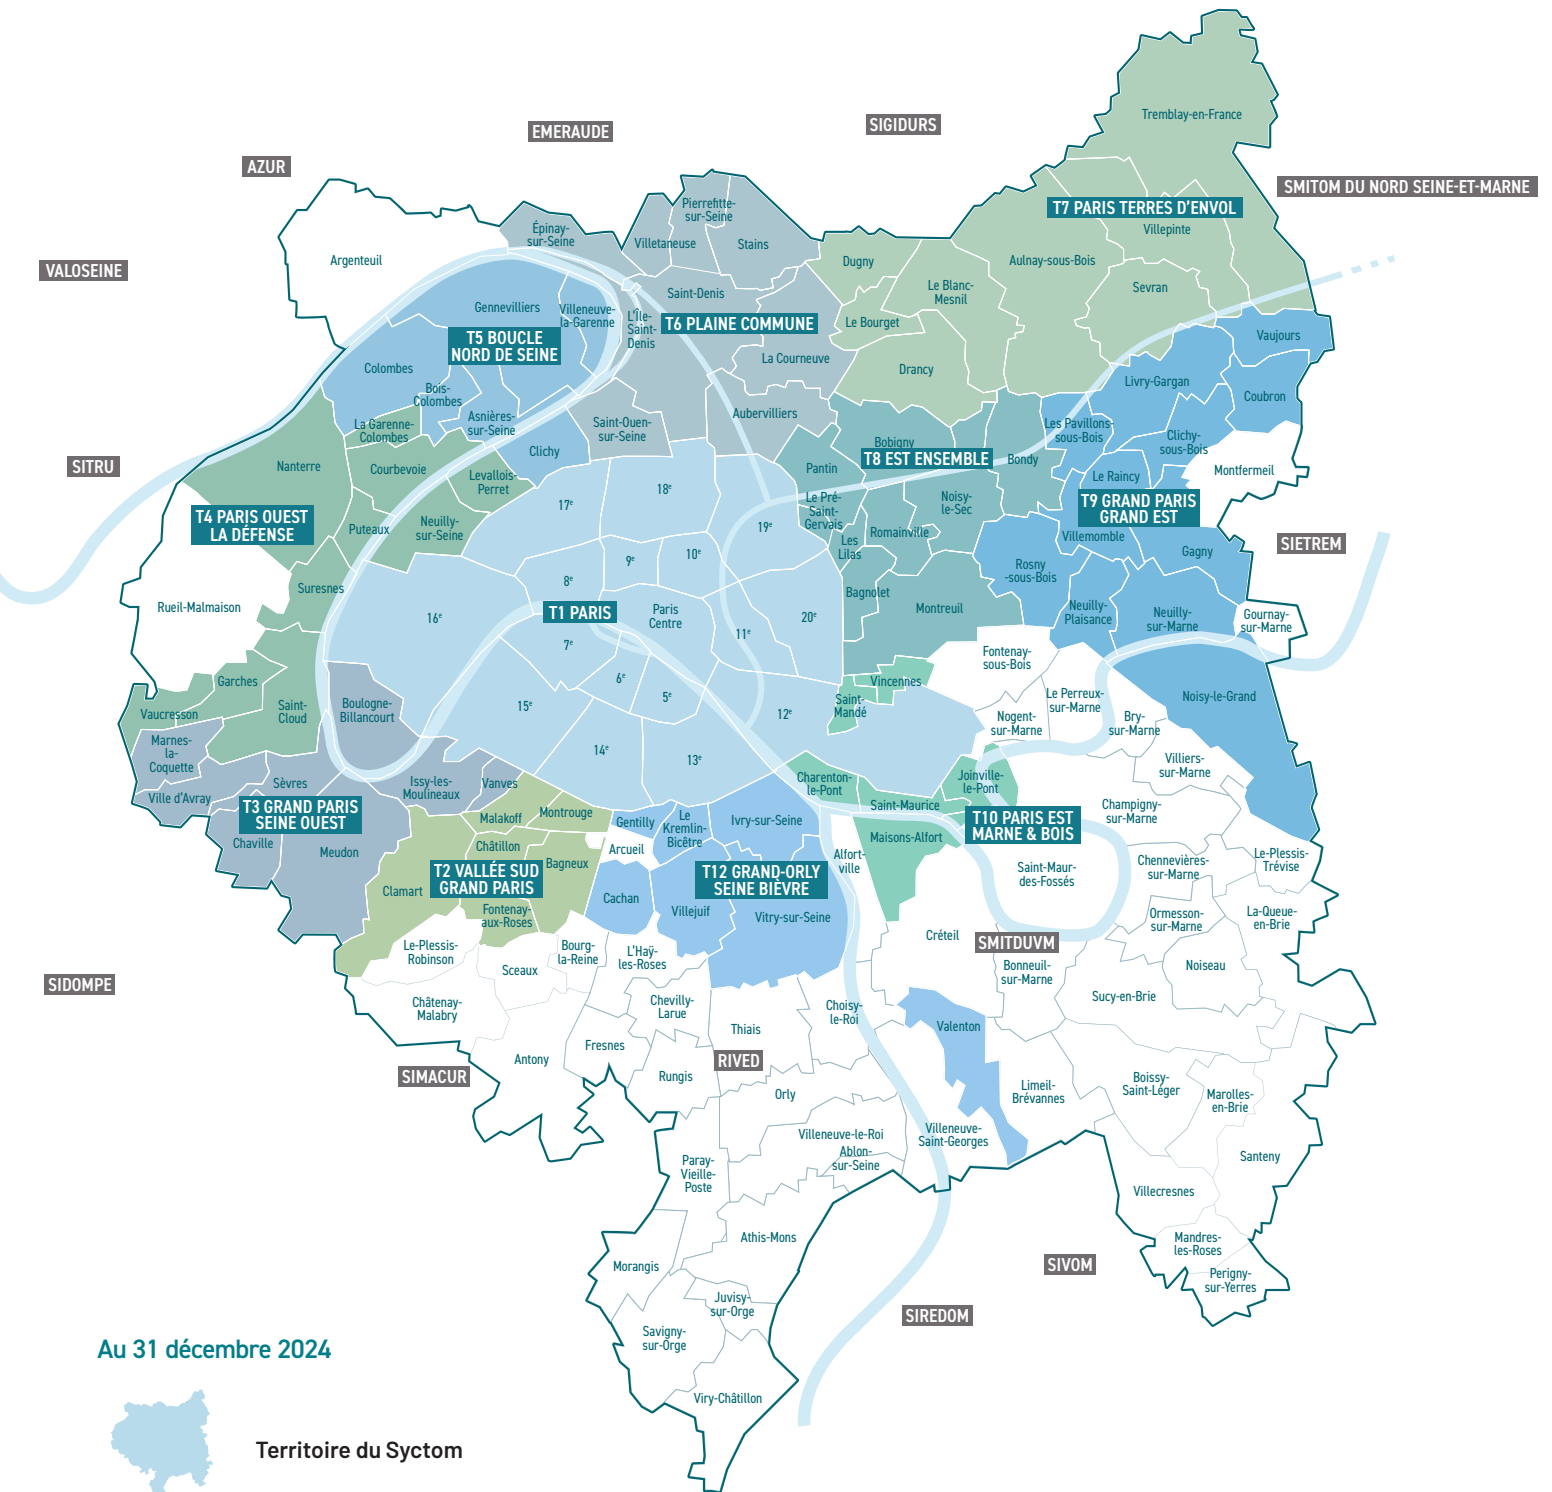 Tremblay-en-France
EMERAUDE
SIGIDURS
AZUR
SMITOM DU NORD SEINE-ET-MARNE
T7 PARIS TERRES D'ENVOL
Villepinte
Pierrefitte-
sur-Seine
Épinay-
sur-Seine
Villetaneuse
Stains
Argenteuil
VALOSEINE
Dugny
Aulnay-sous-Bois
Le Blanc-
Mesnil
Sevran
Saint-Denis
Gennevilliers
Villeneuve-
la-Garenne
L'Île-
Saint-
Denis
T6 PLAINE COMMUNE
Le Bourget
T5 BOUCLE
NORD DE SEINE
Vaujours
La Courneuve
Colombes
Drancy
Livry-Gargan
Bois-
Colombes
Coubron
Asnières-
sur-Seine
Aubervilliers
La Garenne-
Colombes
Saint-Ouen-
sur-Seine
Les Pavillons-
sous-Bois
Clichy-
sous-Bois
Bobigny
T8 EST ENSEMBLE
Bondy
Clichy
SITRU
Nanterre
Courbevoie
Levallois-
Perret
Pantin
Montfermeil
Le Raincy
18e
17e
Le Pré-
Saint-
Gervais
Noisy-
le-Sec
T9 GRAND PARIS
GRAND EST
T4 PARIS OUEST
LA DÉFENSE
Puteaux
Neuilly-
sur-Seine
19e
Romainville
Villemomble
SIETREM
Les
Lilas
Gagny
9e
10e
8e
Rosny
-sous-Bois
Suresnes
Bagnolet
Rueil-Malmaison
T1 PARIS
Paris
Centre
16e
20e
Montreuil
Neuilly-
Plaisance
Neuilly-
sur-Marne
Gournay-
sur-Marne
11e
7e
Fontenay-
sous-Bois
6e
5e
Garches
Vincennes
Saint-
Mandé
Le Perreux-
sur-Marne
Noisy-le-Grand
Vaucresson
Saint-
Cloud
Boulogne-
Billancourt
15e
12e
Nogent-
sur-Marne
Bry-
sur-Marne
Marnes-
la-
Coquette
14e
13e
Villiers-
sur-Marne
Sèvres
Issy-les-
Moulineaux
Vanves
Charenton-
le-Pont
Joinville-
le-Pont
Ville d'Avray
T3 GRAND PARIS
SEINE OUEST
Malakoff
Montrouge
Gentilly
Le
Kremlin-
Bicêtre
Ivry-sur-Seine
Saint-Maurice
T10 PARIS EST
MARNE & BOIS
Champigny-
sur-Marne
Maisons-Alfort
Chaville
Meudon
Châtillon
Arcueil
Alfort-
ville
Bagneux
T2 VALLÉE SUD
GRAND PARIS
T12 GRAND-ORLY
SEINE BIÈVRE
Saint-Maur-
des-Fossés
Chennevières-
sur-Marne
Le-Plessis-
Trévise
Clamart
Cachan
Villejuif
Vitry-sur-Seine
Fontenay-
aux-Roses
Ormesson-
sur-Marne
La-Queue-
en-Brie
Créteil
SMITDUVM
Le-Plessis-
Robinson
Bourg-
la-Reine
L'Haÿ-
les-Roses
Sceaux
Bonneuil-
sur-Marne
Noiseau
SIDOMPE
Sucy-en-Brie
Châtenay-
Malabry
Chevilly-
Larue
Choisy-
le-Roi
Thiais
Valenton
Fresnes
Antony
RIVED
SIMACUR
Rungis
Orly
Limeil-
Brévannes
Boissy-
Saint-Léger
Marolles-
en-Brie
Villeneuve-le-Roi
Villeneuve-
Saint-Georges
Ablon-
sur-Seine
Paray-
Vieille-
Poste
Santeny
Villecresnes
Athis-Mons
Mandres-
les-Roses
Morangis
SIVOM
Perigny-
sur-Yerres
Juvisy-
sur-Orge
SIREDOM
Savigny-
sur-Orge
Au 31 décembre 2024
Viry-Châtillon
Territoire du Syctom